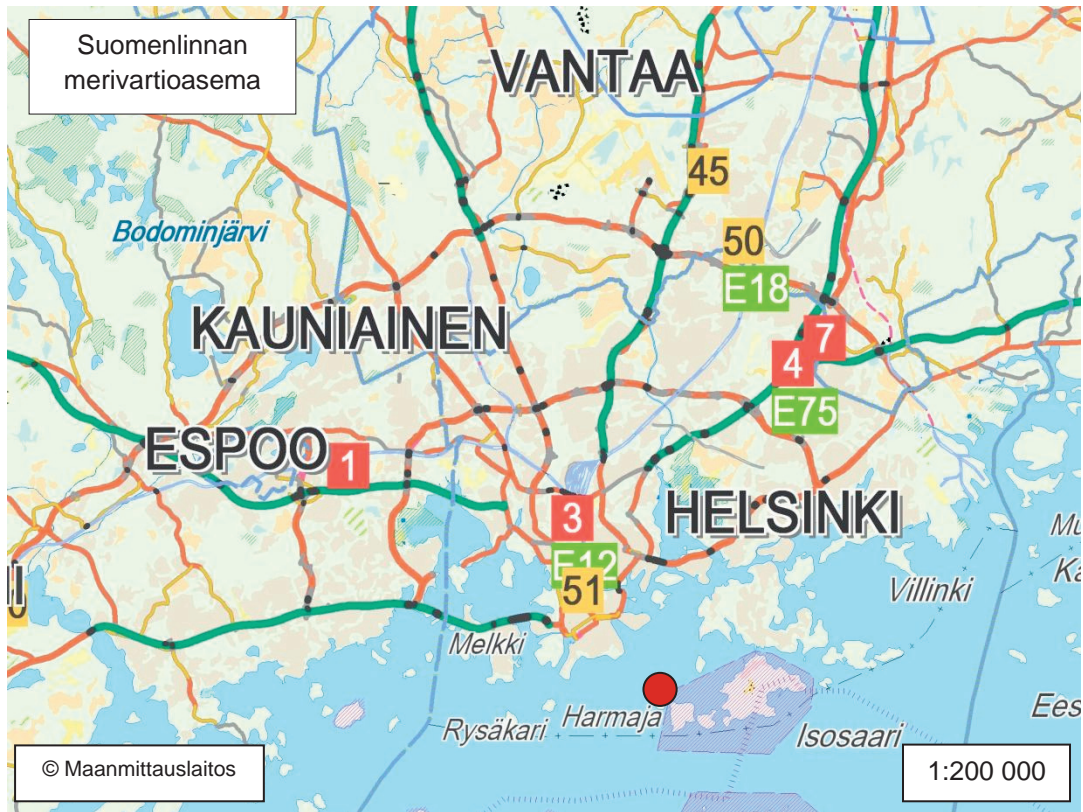 Suomenlinnan
merivartioasema
VANTAA
45
Bodominjärvi
50
E18
KAUNIAINEN
7
4
E75
ESPOO
1
3
HELSINKI
E12
51
Villinki
Melkki
Harmaja
Rysäkari
Isosaari
© Maanmittauslaitos
1:200 000